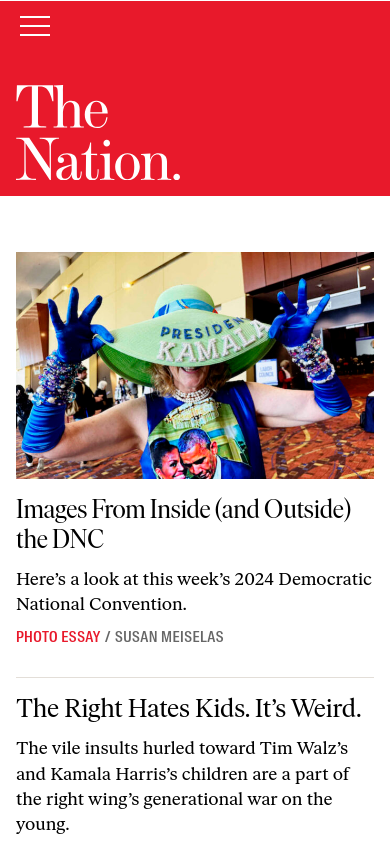 The
Nation.
PRESIDENT
KAMALA
Images From Inside (and Outside)
the DNC
Here’s a look at this week’s 2024 Democratic
National Convention.
PHOTO ESSAY / SUSAN MEISELAS
The Right Hates Kids. It’s Weird.
The vile insults hurled toward Tim Walz’s
and Kamala Harris’s children are a part of
the right wing’s generational war on the
young.